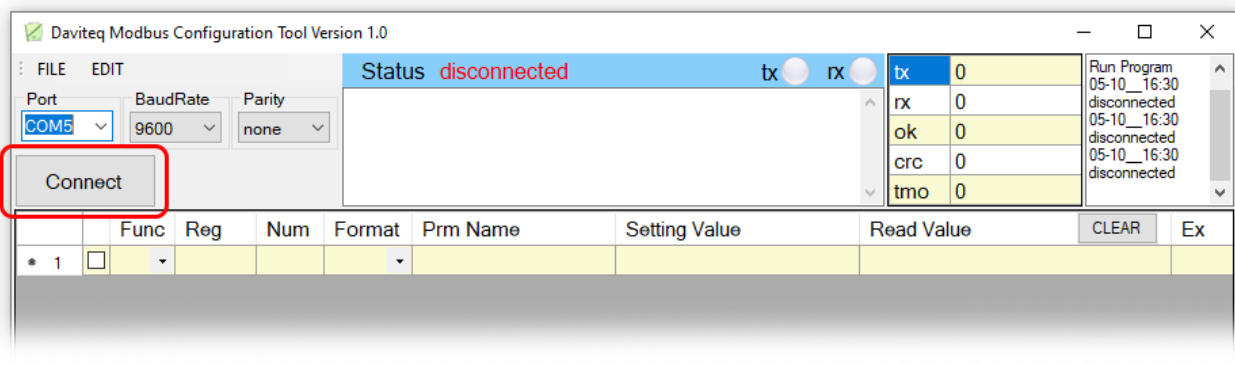 Daviteq Modbus Configuration Tool Version 1.0
FILE EDIT
Status disconnected tx rx
Port BaudRate Parity
COM5 9600 none
Connect
tx 0
rx 0
ok 0
crc 0
tmo 0
Run Program
05-10__16:30
disconnected
05-10__16:30
disconnected
05-10__16:30
disconnected
Func Reg Num Format Prm Name Setting Value Read Value CLEAR Ex
* 1